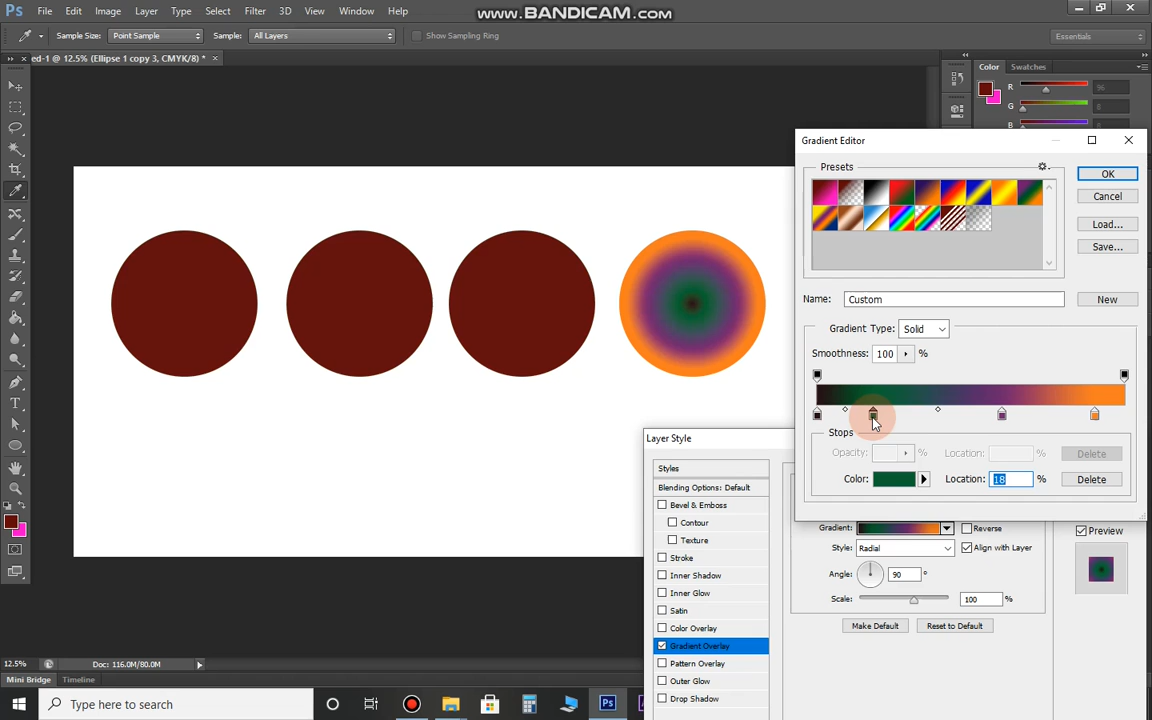 Ps File Edit Image Layer Type Select Filter 3D View Window Help
www.BANDICAM.com
Sample Size: Point Sample Sample: All Layers Show Sampling Ring Essentials
ed-1 @ 12.5% (Ellipse 1 copy 3, CMYK/8) * ×
Color Swatches
R 96
G 8
B
Gradient Editor
Presets
OK
Cancel
Load...
Save...
Name: Custom New
Gradient Type: Solid
Smoothness: 100 %
Stops
Opacity: % Location: % Delete
Color: Location: 18 % Delete
Layer Style
Styles
Blending Options: Default
Bevel & Emboss
Contour
Texture
Stroke
Inner Shadow
Inner Glow
Satin
Color Overlay
Gradient Overlay
Pattern Overlay
Outer Glow
Drop Shadow
Gradient: Reverse
Style: Radial Align with Layer
Angle: 90 °
Scale: 100 %
Make Default Reset to Default
Preview
T
12.5% Doc: 116.0M/80.0M
Mini Bridge Timeline
Type here to search
Ps